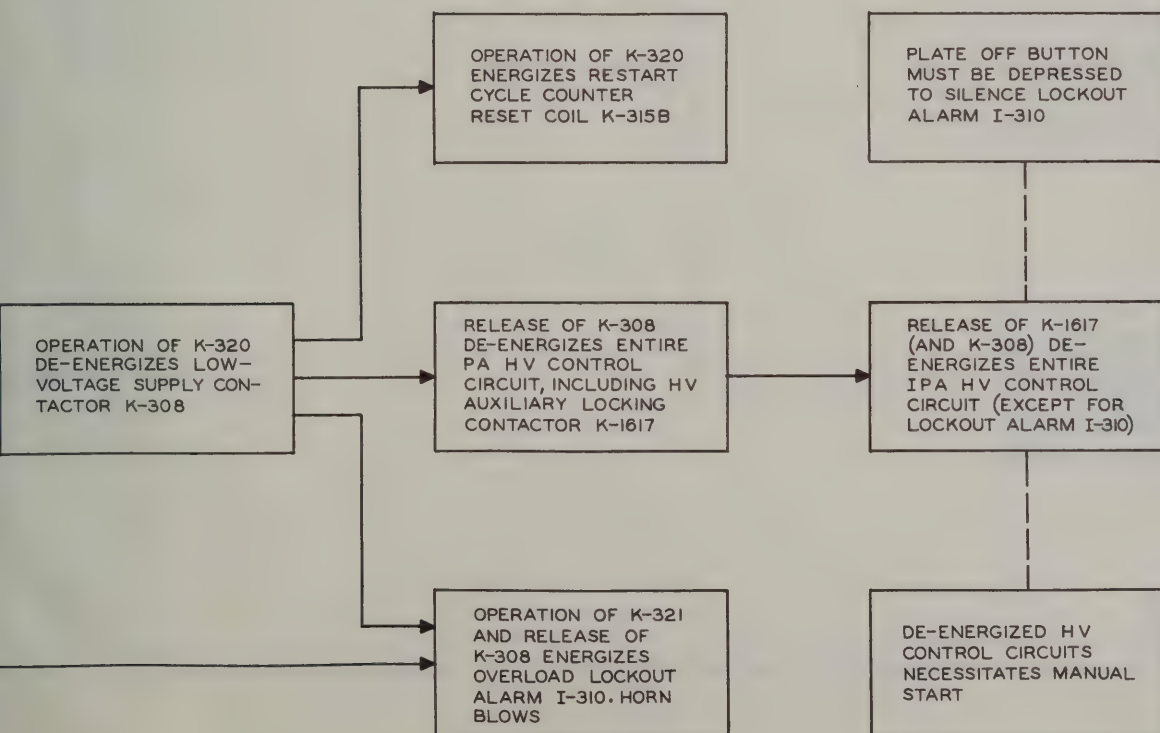 OPERATION OF K-320
ENERGIZES RESTART
CYCLE COUNTER
RESET COIL K-315B
PLATE OFF BUTTON
MUST BE DEPRESSED
TO SILENCE LOCKOUT
ALARM I-310
OPERATION OF K-320
DE-ENERGIZES LOW-
VOLTAGE SUPPLY CON-
TACTOR K-308
RELEASE OF K-308
DE-ENERGIZES ENTIRE
PA HV CONTROL
CIRCUIT, INCLUDING HV
AUXILIARY LOCKING
CONTACTOR K-1617
RELEASE OF K-1617
(AND K-308) DE-
ENERGIZES ENTIRE
IPA HV CONTROL
CIRCUIT (EXCEPT FOR
LOCKOUT ALARM I-310)
OPERATION OF K-321
AND RELEASE OF
K-308 ENERGIZES
OVERLOAD LOCKOUT
ALARM I-310. HORN
BLOWS
DE-ENERGIZED HV
CONTROL CIRCUITS
NECESSITATES MANUAL
START